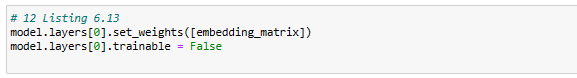 # 12 Listing 6.13
model.layers[0].set_weights([embedding_matrix])
model.layers[0].trainable = False